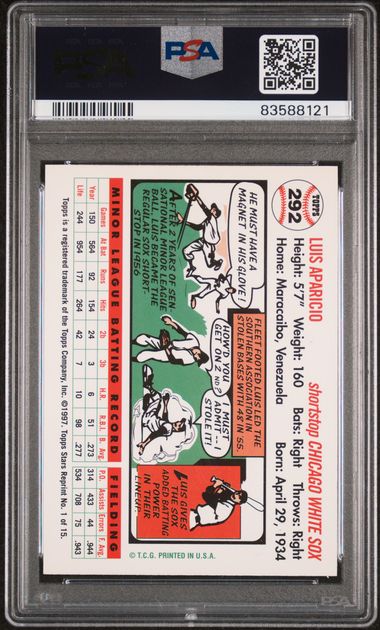 PSA
PSA
83588121
TOPPS
292
LUIS APARICIO shortstop CHICAGO WHITE SOX
Height: 5'7" Weight: 160 Bats: Right Throws: Right
Home: Maracaibo, Venezuela Born: April 29, 1934
HE MUST HAVE A
MAGNET IN HIS GLOVE!
AFTER 2 YEARS OF SEN-
SATIONAL MINOR LEAGUE
BALL, LUIS BECAME THE
REGULAR SOX SHORT
STOP IN 1956
FLEET FOOTED LUIS LED THE
SOUTHERN ASSOCIATION IN
STOLEN BASES WITH 48 IN '55.
HOW'D YOU
GET ON 2ND?
I MUST
ADMIT---I
STOLE IT!
LUIS GIVES
THE SOX
ADDED BATTING
POWER
IN THEIR
LINEUP.
© T.C.G. PRINTED IN U.S.A.
MINOR LEAGUE BATTING RECORD FIELDING
Games At Bat Runs Hits 2b 3b H.R. R.B.I. B. Avg. P.O. Assists Errors F. Avg.
Year 150 564 92 154 24 3 6 51 .273 314 433 44 .944
Life 244 954 177 264 42 7 10 98 .277 534 708 75 .943
Topps is a registered trademark of the Topps Company, Inc. ©1997. Topps Stars Reprint No. 1 of 15.